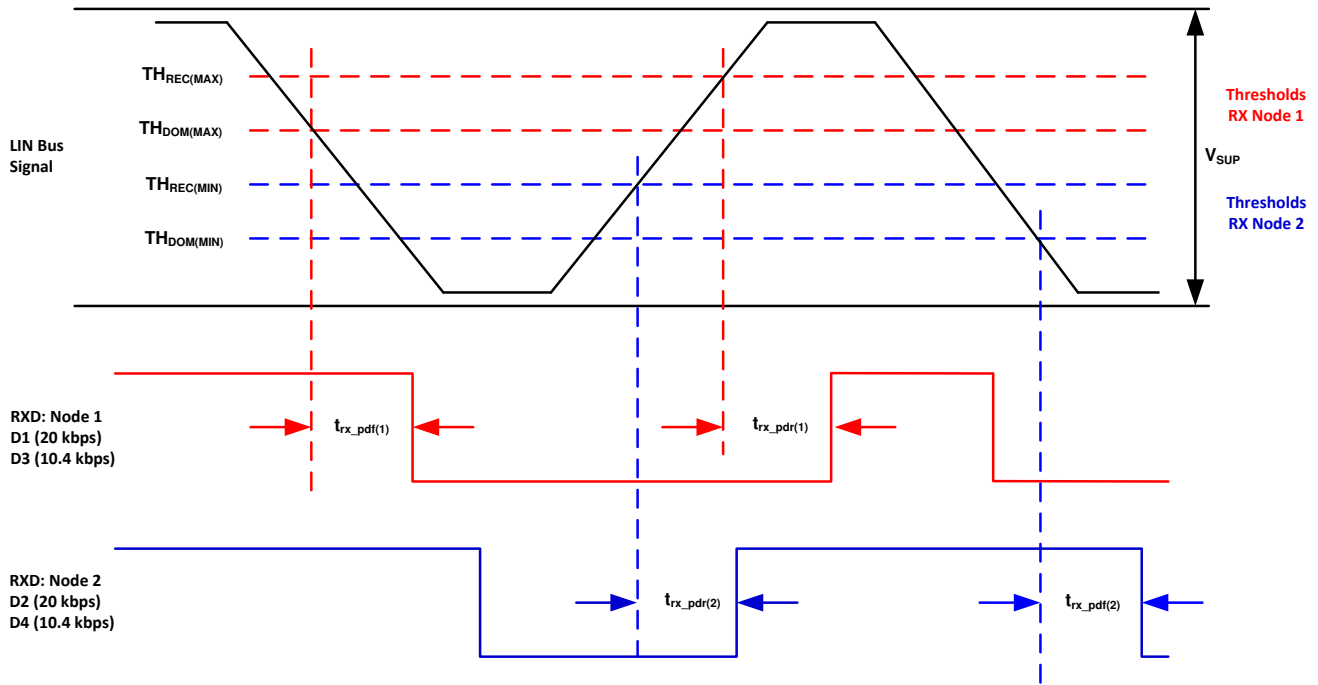 TH_REC(MAX)
TH_DOM(MAX)
TH_REC(MIN)
TH_DOM(MIN)
LIN Bus
Signal
Thresholds
RX Node 1
V_SUP
Thresholds
RX Node 2
RXD: Node 1
D1 (20 kbps)
D3 (10.4 kbps)
t_rx_pdf(1)
t_rx_pdr(1)
RXD: Node 2
D2 (20 kbps)
D4 (10.4 kbps)
t_rx_pdr(2)
t_rx_pdf(2)